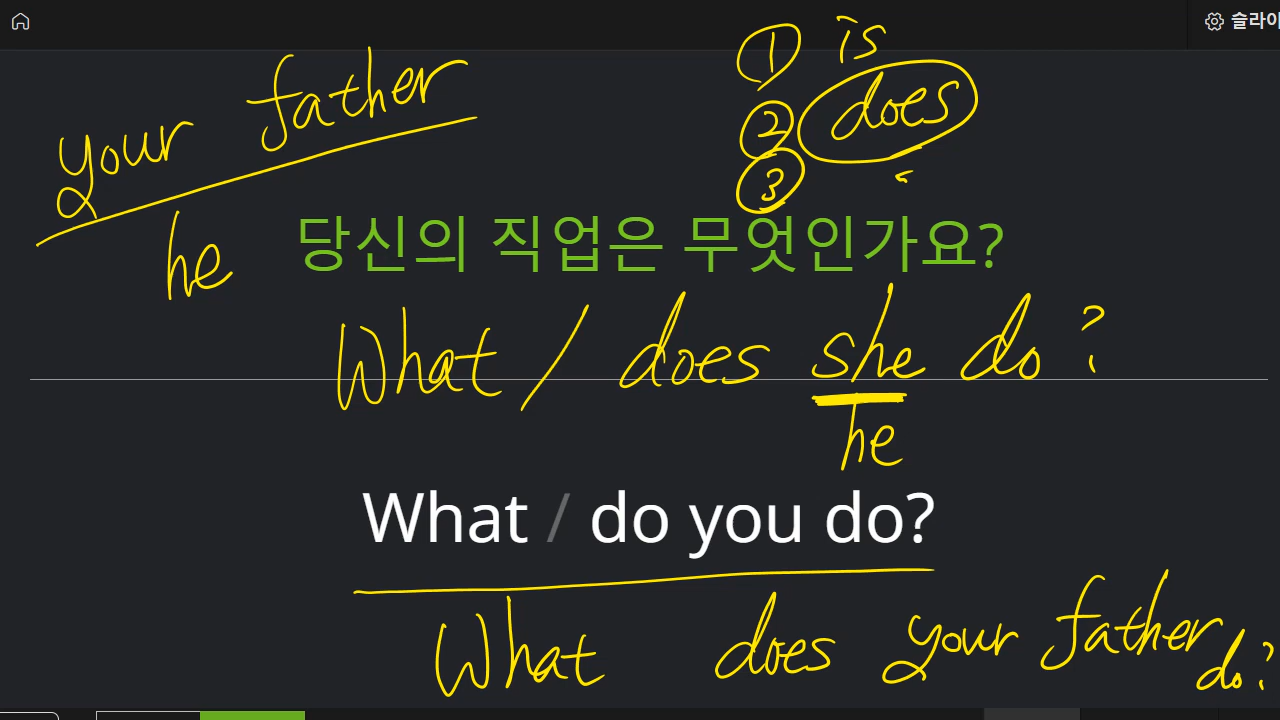 슬라이
① is
② does
③
your father
he
당신의 직업은 무엇인가요?
What / does she do?
he
What / do you do?
What does your father do?